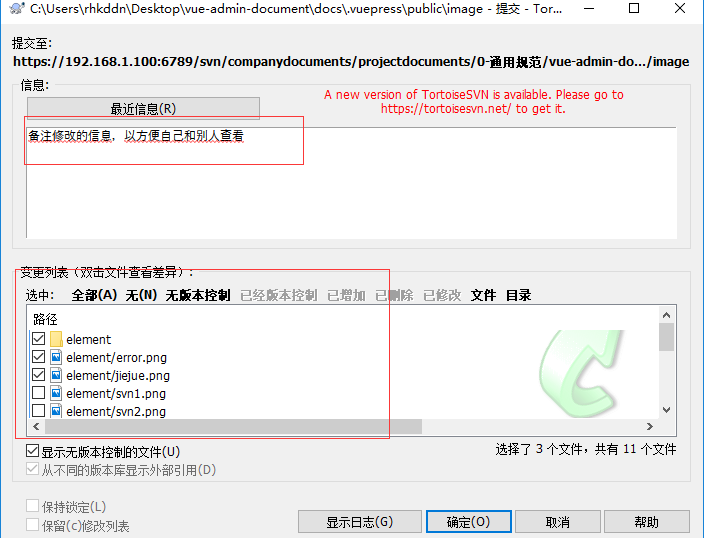 C:\Users\rhkddn\Desktop\vue-admin-document\docs\.vuepress\public\image - 提交 - Tor...
提交至:
https://192.168.1.100:6789/svn/companydocuments/projectdocuments/0-通用规范/vue-admin-do.../image
信息:
最近信息(R)
A new version of TortoiseSVN is available. Please go to
https://tortoisesvn.net/ to get it.
备注修改的信息, 以方便自己和别人查看
变更列表 (双击文件查看差异):
选中: 全部(A) 无(N) 无版本控制 已经版本控制 已增加 已删除 已修改 文件 目录
路径
element
element/error.png
element/jiejue.png
element/svn1.png
element/svn2.png
显示无版本控制的文件(U)
选择了 3 个文件，共有 11 个文件
从不同的版本库显示外部引用(D)
保持锁定(L)
保留(c)修改列表
显示日志(G)
确定(O)
取消
帮助